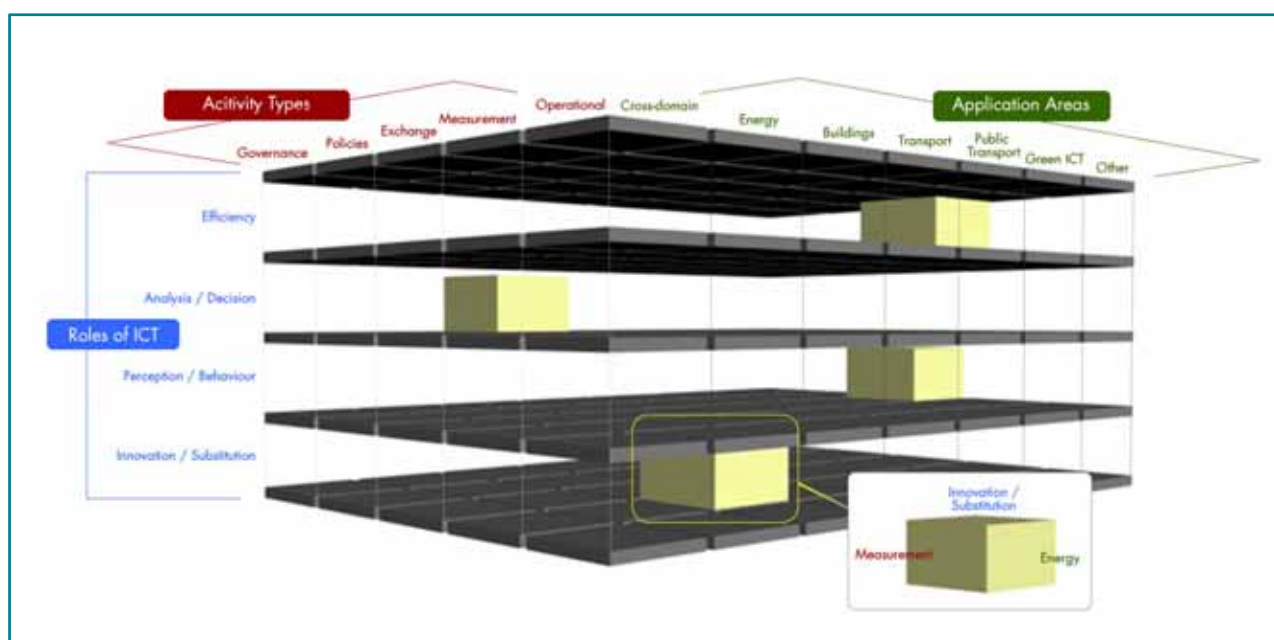 Acitivity Types
Application Areas
Governance
Policies
Exchange
Measurement
Operational
Cross-domain
Energy
Buildings
Transport
Public
Transport
Green ICT
Other
Roles of ICT
Efficiency
Analysis / Decision
Perception / Behaviour
Innovation / Substitution
Innovation /
Substitution
Measurement
Energy